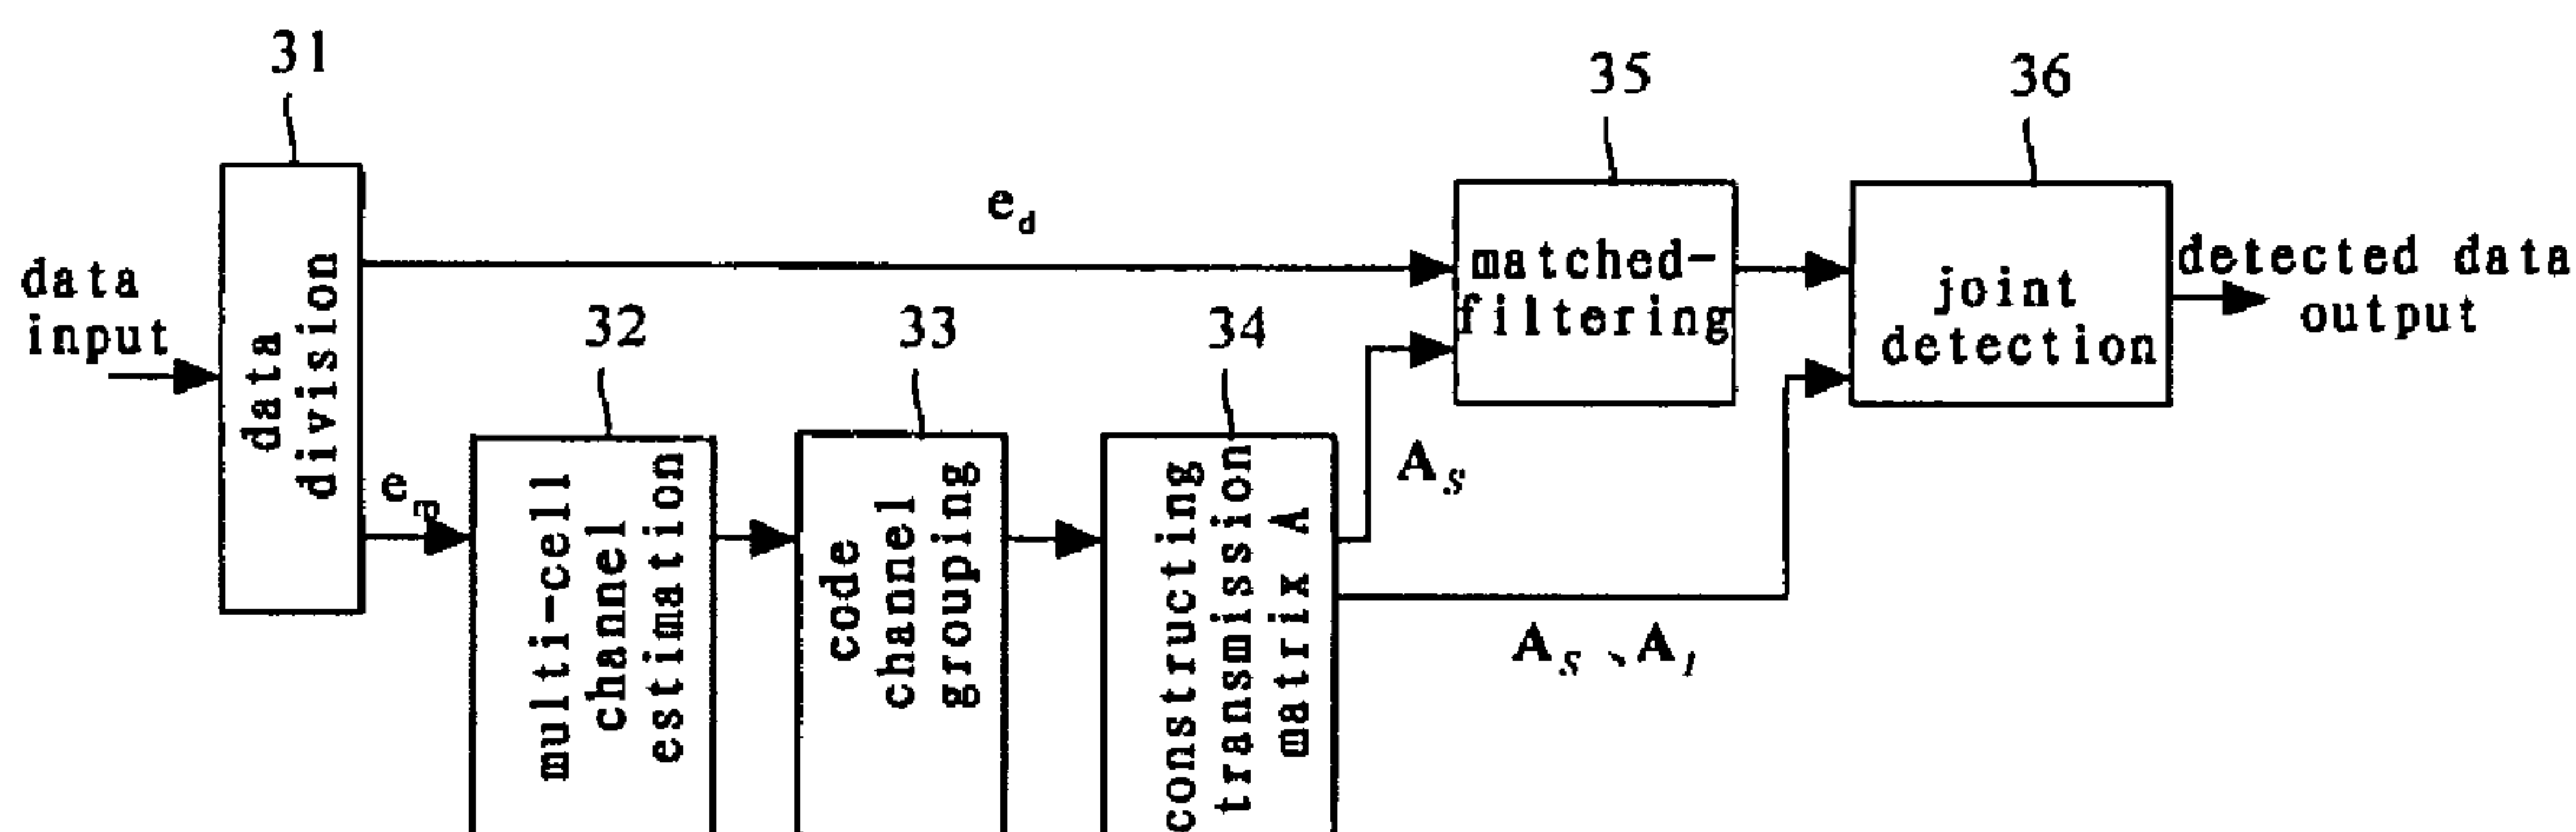 31
data
division
data
input
e_d
e_m
32
multi-cell
channel
estimation
33
code
channel
grouping
34
constructing
transmission
matrix A
35
matched-
filtering
A_S
A_S、A_I
36
joint
detection
detected data
output